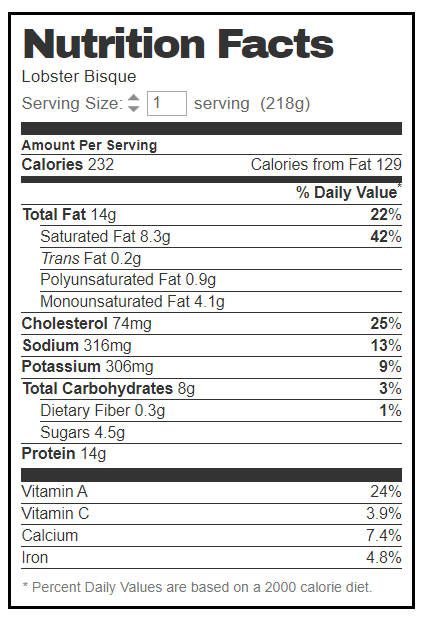 Nutrition Facts
Lobster Bisque
Serving Size: 1 serving (218g)
Amount Per Serving
Calories 232 Calories from Fat 129
% Daily Value*
Total Fat 14g 22%
Saturated Fat 8.3g 42%
Trans Fat 0.2g
Polyunsaturated Fat 0.9g
Monounsaturated Fat 4.1g
Cholesterol 74mg 25%
Sodium 316mg 13%
Potassium 306mg 9%
Total Carbohydrates 8g 3%
Dietary Fiber 0.3g 1%
Sugars 4.5g
Protein 14g
Vitamin A 24%
Vitamin C 3.9%
Calcium 7.4%
Iron 4.8%
* Percent Daily Values are based on a 2000 calorie diet.